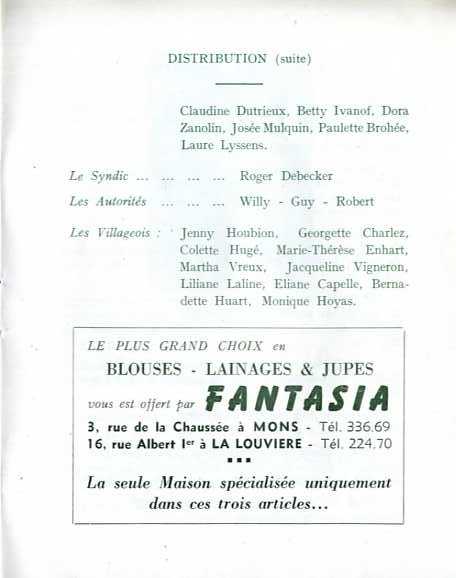 DISTRIBUTION (suite)
Claudine Dutrieux, Betty Ivanof, Dora
Zanolin, Josée Mulquin, Paulette Brohée,
Laure Lyssens.
Le Syndic ... ... ... ... Roger Debecker
Les Autorités ... ... ... Willy - Guy - Robert
Les Villageois : Jenny Houbion, Georgette Charlez,
Colette Hugé, Marie-Thérèse Enhart,
Martha Vreux, Jacqueline Vigneron,
Liliane Laline, Eliane Capelle, Berna-
dette Huart, Monique Hoyas.
LE PLUS GRAND CHOIX en
BLOUSES - LAINAGES & JUPES
vous est offert par FANTASIA
3, rue de la Chaussée à MONS - Tél. 336.69
16, rue Albert Ier à LA LOUVIERE - Tél. 224.70
▪▪▪
La seule Maison spécialisée uniquement
dans ces trois articles...